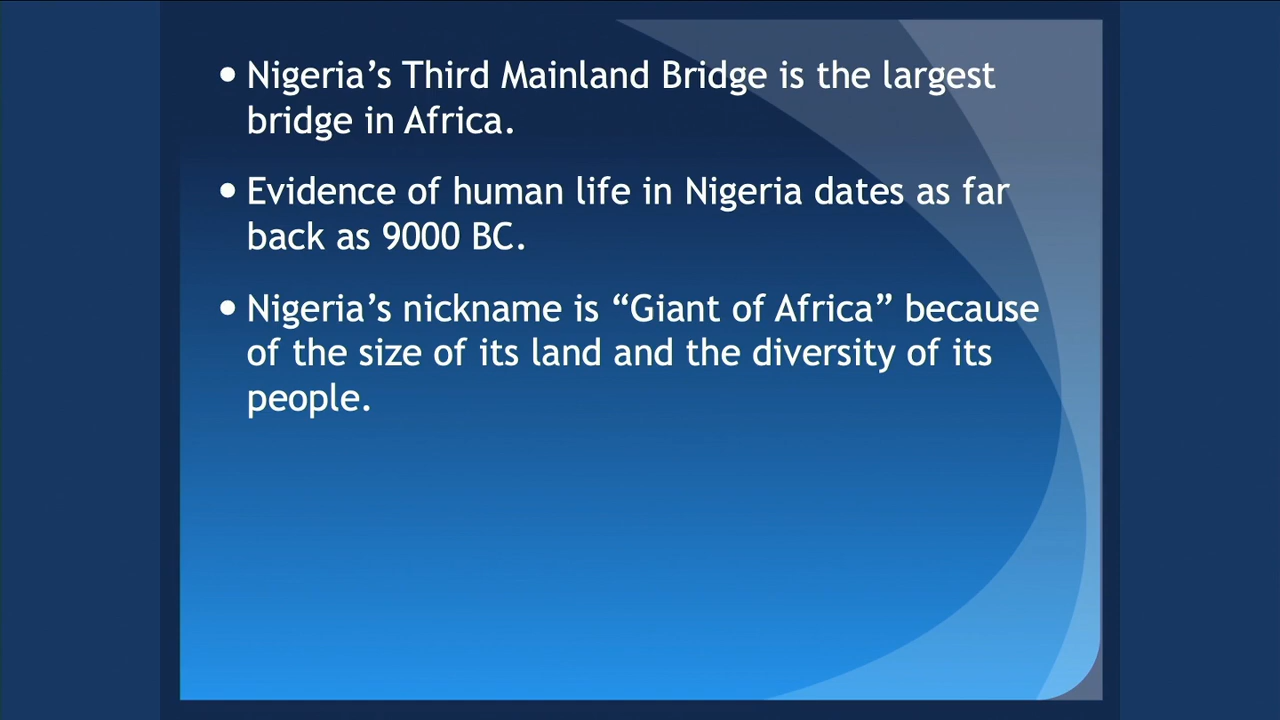 • Nigeria’s Third Mainland Bridge is the largest
bridge in Africa.
• Evidence of human life in Nigeria dates as far
back as 9000 BC.
• Nigeria’s nickname is “Giant of Africa” because
of the size of its land and the diversity of its
people.